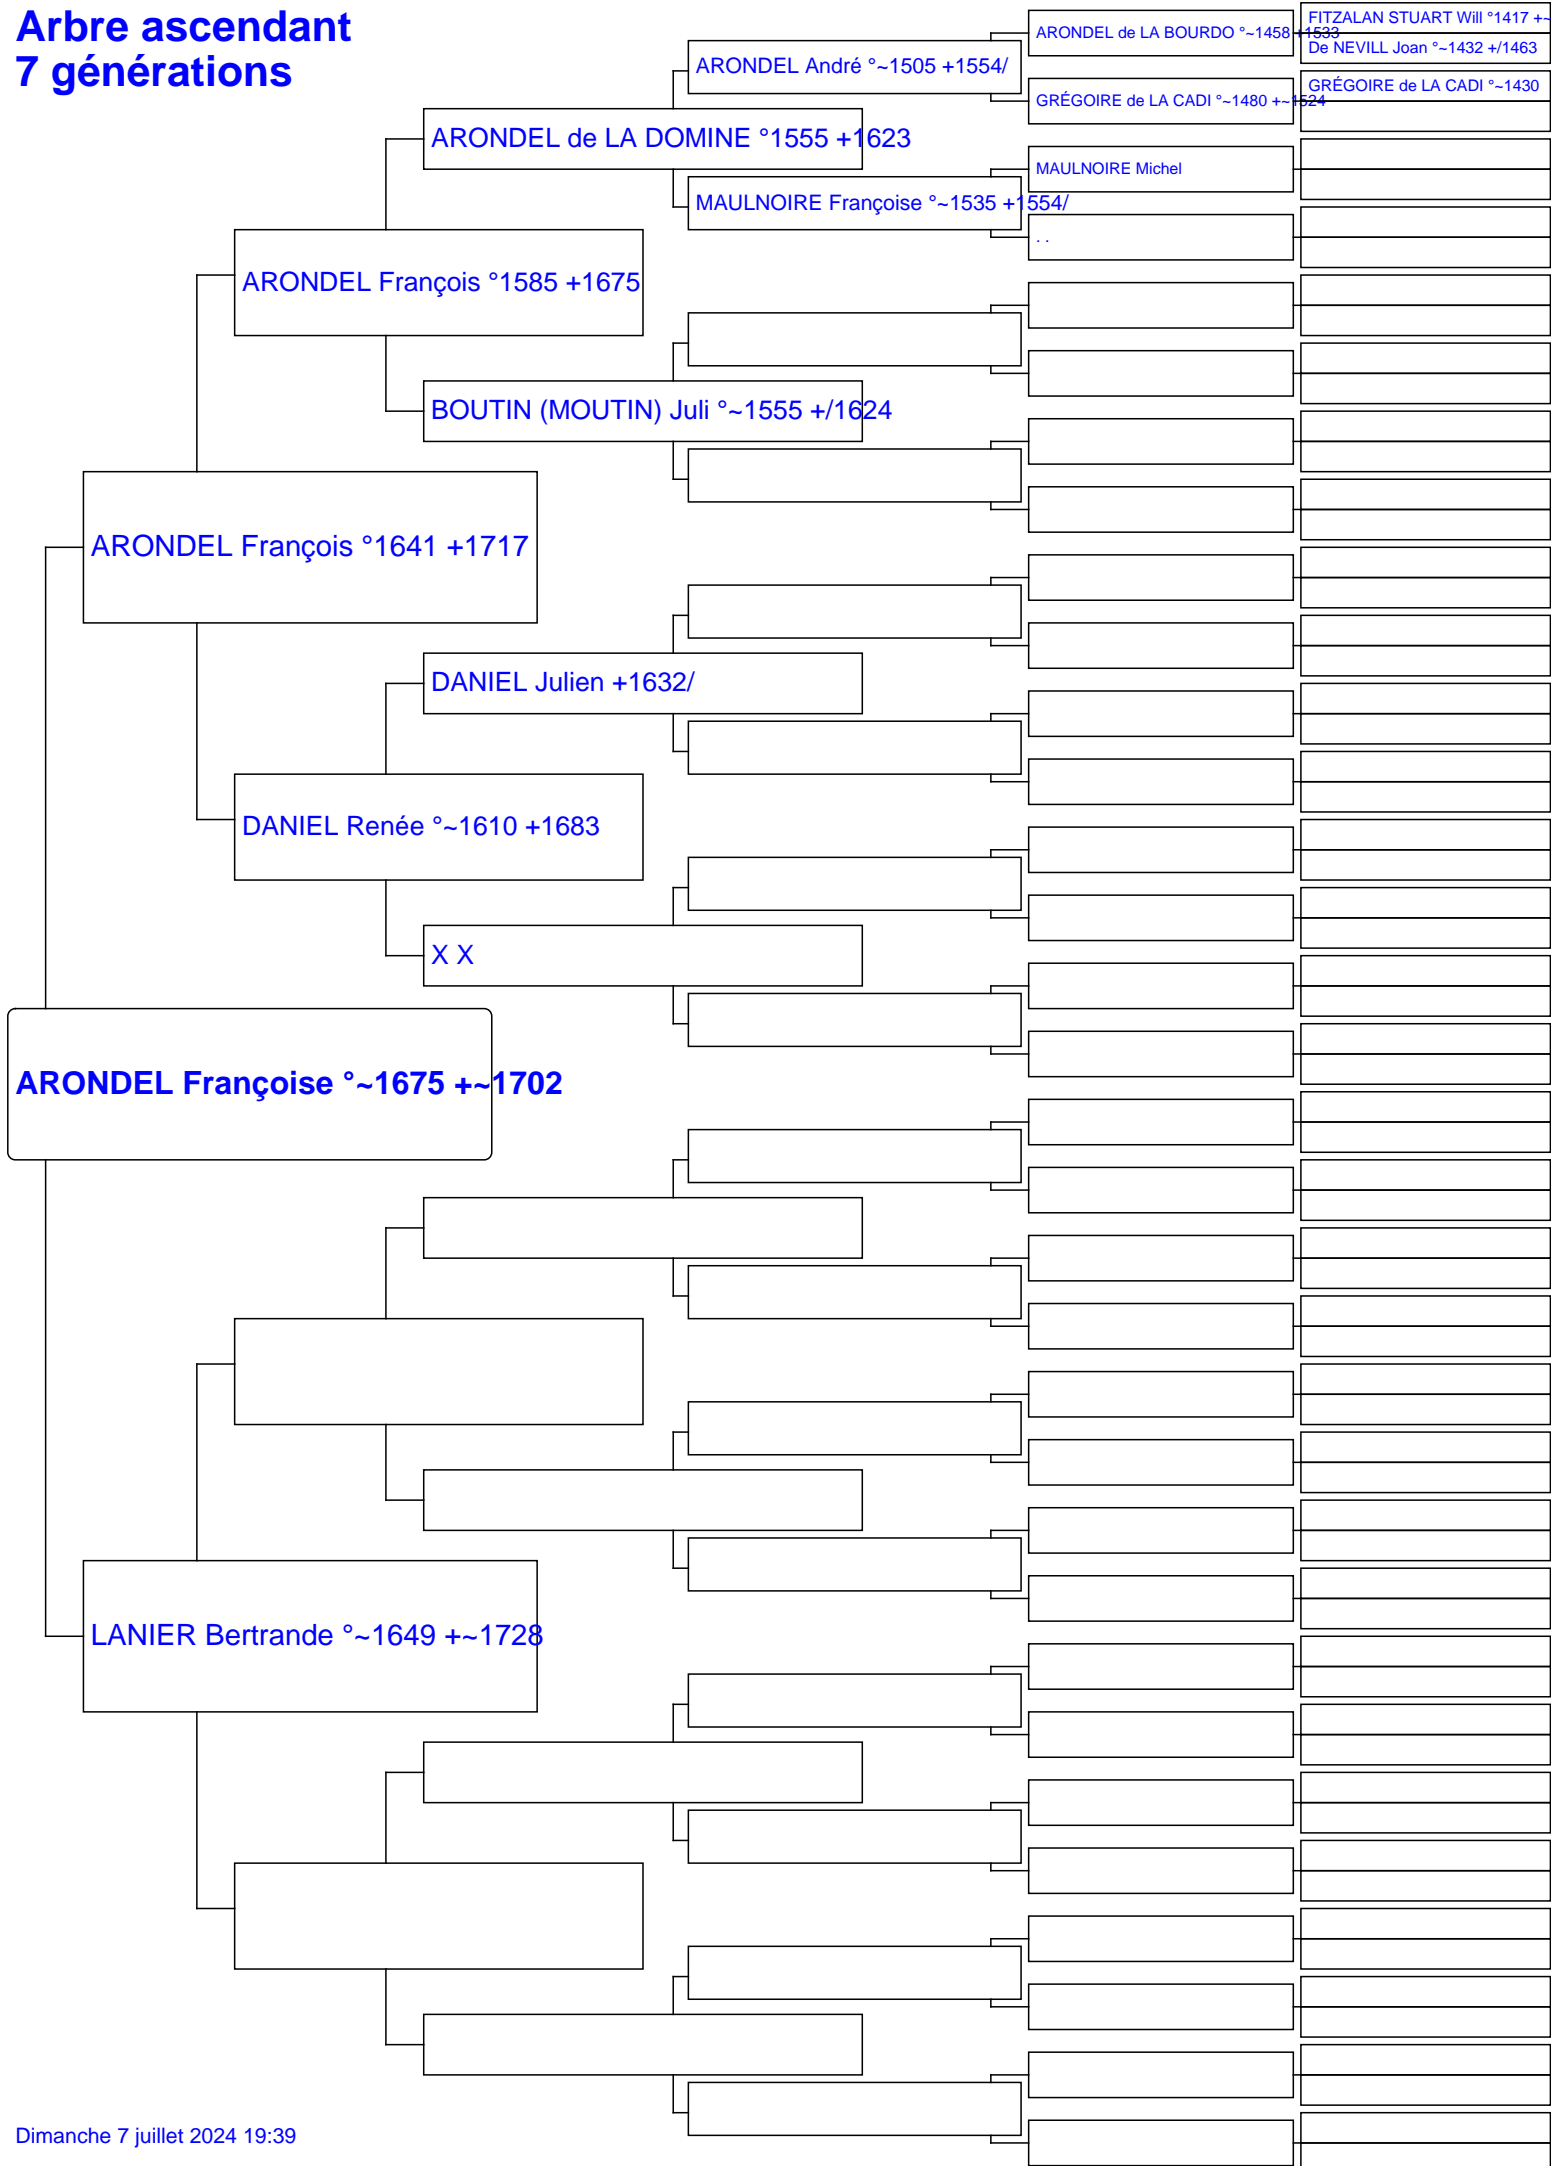 Arbre ascendant
7 générations
FITZALAN STUART Will °1417 +~
ARONDEL de LA BOURDO °~1458 +1533
De NEVILL Joan °~1432 +/1463
ARONDEL André °~1505 +1554/
GRÉGOIRE de LA CADI °~1430
GRÉGOIRE de LA CADI °~1480 +~1524
ARONDEL de LA DOMINE °1555 +1623
MAULNOIRE Michel
MAULNOIRE Françoise °~1535 +1554/
. .
ARONDEL François °1585 +1675
BOUTIN (MOUTIN) Juli °~1555 +/1624
ARONDEL François °1641 +1717
DANIEL Julien +1632/
DANIEL Renée °~1610 +1683
X X
ARONDEL Françoise °~1675 +~1702
LANIER Bertrande °~1649 +~1728
Dimanche 7 juillet 2024 19:39